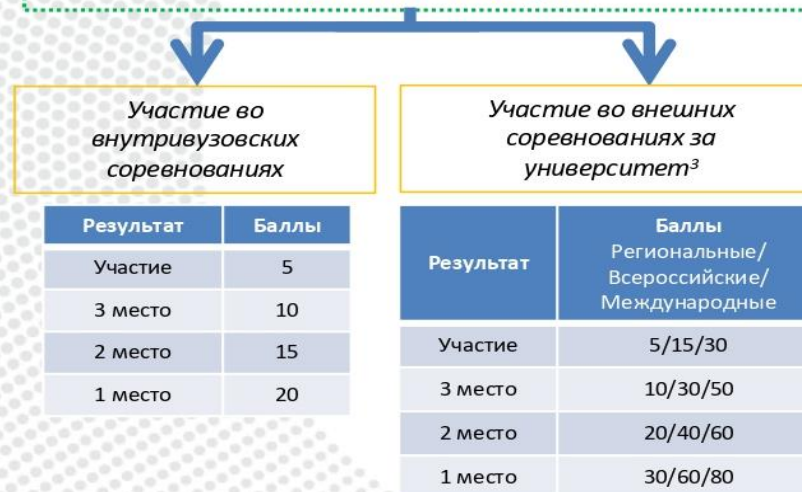 Участие во
внутривузовских
соревнованиях
Результат Баллы
Участие 5
3 место 10
2 место 15
1 место 20
Участие во внешних
соревнованиях за
университет³
Результат Баллы
Региональные/
Всероссийские/
Международные
Участие 5/15/30
3 место 10/30/50
2 место 20/40/60
1 место 30/60/80